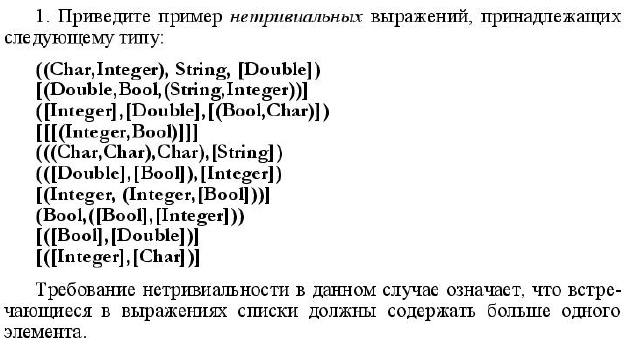 1. Приведите пример нетривиальных выражений, принадлежащих
следующему типу:
((Char,Integer), String, [Double])
[(Double,Bool,(String,Integer))]
([Integer],[Double],[(Bool,Char)])
[[[(Integer,Bool)]]]
(((Char,Char),Char),[String])
(([Double],[Bool]),[Integer])
[(Integer, (Integer,[Bool]))]
(Bool,([Bool],[Integer]))
[([Bool],[Double])]
[([Integer],[Char])]
Требование нетривиальности в данном случае означает, что встре-
чающиеся в выражениях списки должны содержать больше одного
элемента.